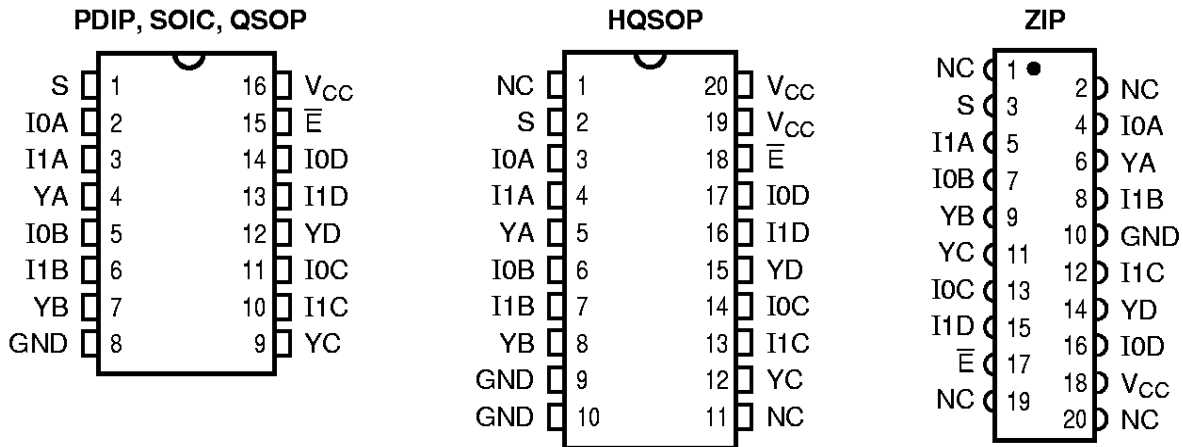 PDIP, SOIC, QSOP
S 1 16 VCC
I0A 2 15 E̅
I1A 3 14 I0D
YA 4 13 I1D
I0B 5 12 YD
I1B 6 11 I0C
YB 7 10 I1C
GND 8 9 YC
HQSOP
NC 1 20 VCC
S 2 19 VCC
I0A 3 18 E̅
I1A 4 17 I0D
YA 5 16 I1D
I0B 6 15 YD
I1B 7 14 I0C
YB 8 13 I1C
GND 9 12 YC
GND 10 11 NC
ZIP
NC 1
2 NC
S 3
4 I0A
I1A 5
6 YA
I0B 7
8 I1B
YB 9
10 GND
YC 11
12 I1C
I0C 13
14 YD
I1D 15
16 I0D
E̅ 17
18 VCC
NC 19
20 NC